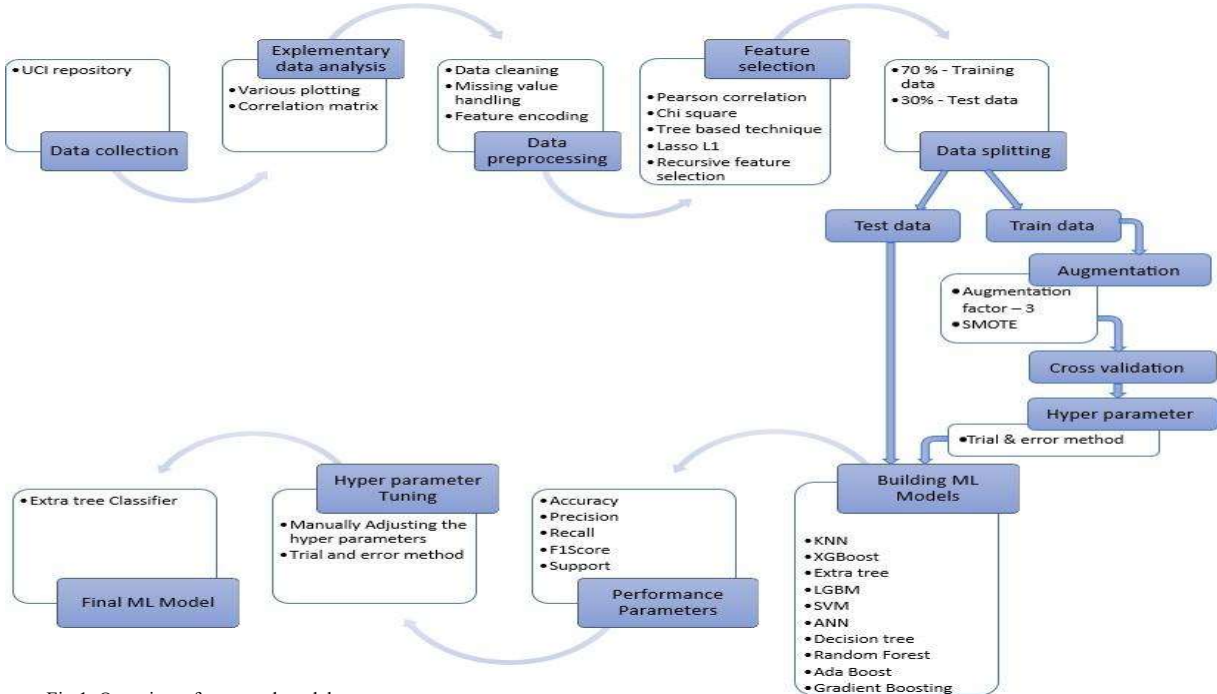 • UCI repository
Data collection
Explementary
data analysis
• Various plotting
• Correlation matrix
• Data cleaning
• Missing value
handling
• Feature encoding
Data
preprocessing
Feature
selection
• Pearson correlation
• Chi square
• Tree based technique
• Lasso L1
• Recursive feature
selection
• 70 % - Training
data
• 30% - Test data
Data splitting
Test data
Train data
Augmentation
• Augmentation
factor – 3
• SMOTE
Cross validation
Hyper parameter
• Trial & error method
Building ML
Models
• KNN
• XGBoost
• Extra tree
• LGBM
• SVM
• ANN
• Decision tree
• Random Forest
• Ada Boost
• Gradient Boosting
• Accuracy
• Precision
• Recall
• F1Score
• Support
Performance
Parameters
Hyper parameter
Tuning
• Manually Adjusting the
hyper parameters
• Trial and error method
• Extra tree Classifier
Final ML Model